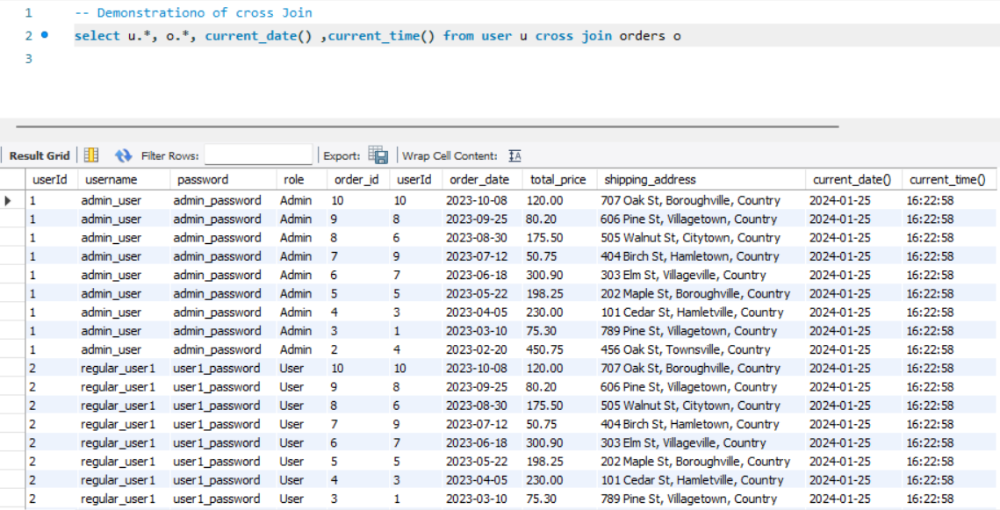 1 -- Demonstrationo of cross Join
2 select u.*, o.*, current_date() ,current_time() from user u cross join orders o
3
Result Grid Filter Rows: Export: Wrap Cell Content: IA
userId username password role order_id userId order_date total_price shipping_address current_date() current_time()
1 admin_user admin_password Admin 10 10 2023-10-08 120.00 707 Oak St, Boroughville, Country 2024-01-25 16:22:58
1 admin_user admin_password Admin 9 8 2023-09-25 80.20 606 Pine St, Villagetown, Country 2024-01-25 16:22:58
1 admin_user admin_password Admin 8 6 2023-08-30 175.50 505 Walnut St, Citytown, Country 2024-01-25 16:22:58
1 admin_user admin_password Admin 7 9 2023-07-12 50.75 404 Birch St, Hamletown, Country 2024-01-25 16:22:58
1 admin_user admin_password Admin 6 7 2023-06-18 300.90 303 Elm St, Villageville, Country 2024-01-25 16:22:58
1 admin_user admin_password Admin 5 5 2023-05-22 198.25 202 Maple St, Boroughville, Country 2024-01-25 16:22:58
1 admin_user admin_password Admin 4 3 2023-04-05 230.00 101 Cedar St, Hamletville, Country 2024-01-25 16:22:58
1 admin_user admin_password Admin 3 1 2023-03-10 75.30 789 Pine St, Villagetown, Country 2024-01-25 16:22:58
1 admin_user admin_password Admin 2 4 2023-02-20 450.75 456 Oak St, Townsville, Country 2024-01-25 16:22:58
2 regular_user1 user1_password User 10 10 2023-10-08 120.00 707 Oak St, Boroughville, Country 2024-01-25 16:22:58
2 regular_user1 user1_password User 9 8 2023-09-25 80.20 606 Pine St, Villagetown, Country 2024-01-25 16:22:58
2 regular_user1 user1_password User 8 6 2023-08-30 175.50 505 Walnut St, Citytown, Country 2024-01-25 16:22:58
2 regular_user1 user1_password User 7 9 2023-07-12 50.75 404 Birch St, Hamletown, Country 2024-01-25 16:22:58
2 regular_user1 user1_password User 6 7 2023-06-18 300.90 303 Elm St, Villageville, Country 2024-01-25 16:22:58
2 regular_user1 user1_password User 5 5 2023-05-22 198.25 202 Maple St, Boroughville, Country 2024-01-25 16:22:58
2 regular_user1 user1_password User 4 3 2023-04-05 230.00 101 Cedar St, Hamletville, Country 2024-01-25 16:22:58
2 regular_user1 user1_password User 3 1 2023-03-10 75.30 789 Pine St, Villagetown, Country 2024-01-25 16:22:58